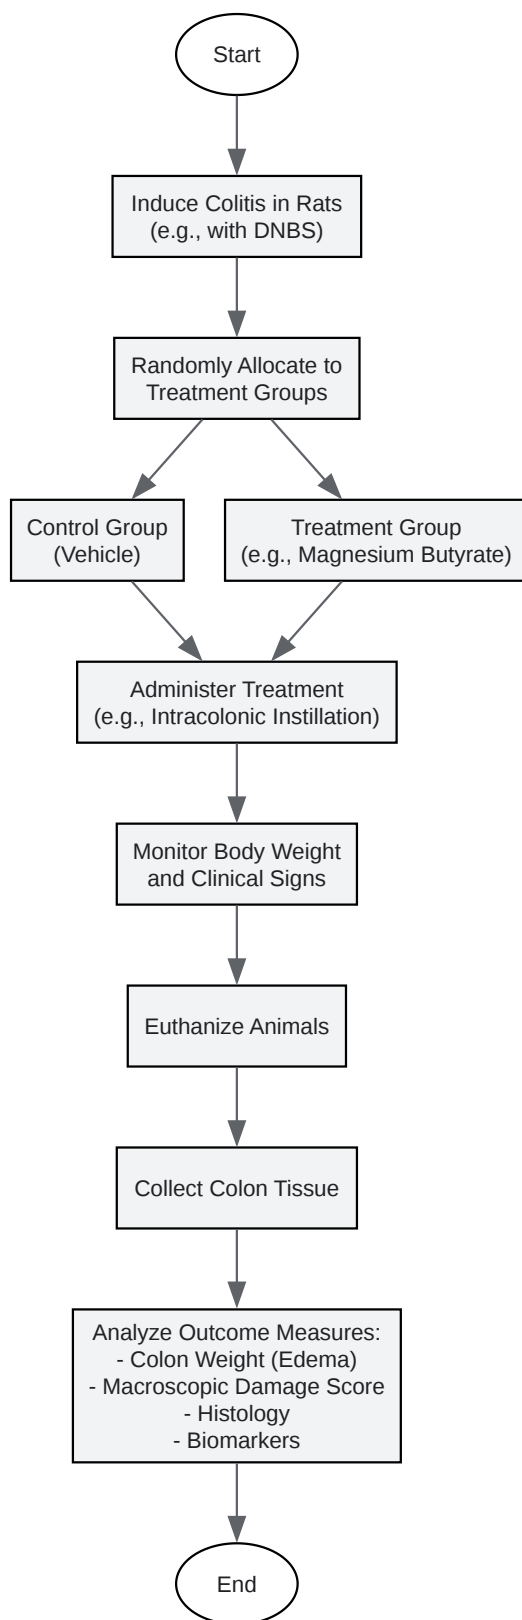 Start
Induce Colitis in Rats
(e.g., with DNBS)
Randomly Allocate to
Treatment Groups
Control Group
(Vehicle)
Treatment Group
(e.g., Magnesium Butyrate)
Administer Treatment
(e.g., Intracolonic Instillation)
Monitor Body Weight
and Clinical Signs
Euthanize Animals
Collect Colon Tissue
Analyze Outcome Measures:
- Colon Weight (Edema)
- Macroscopic Damage Score
- Histology
- Biomarkers
End